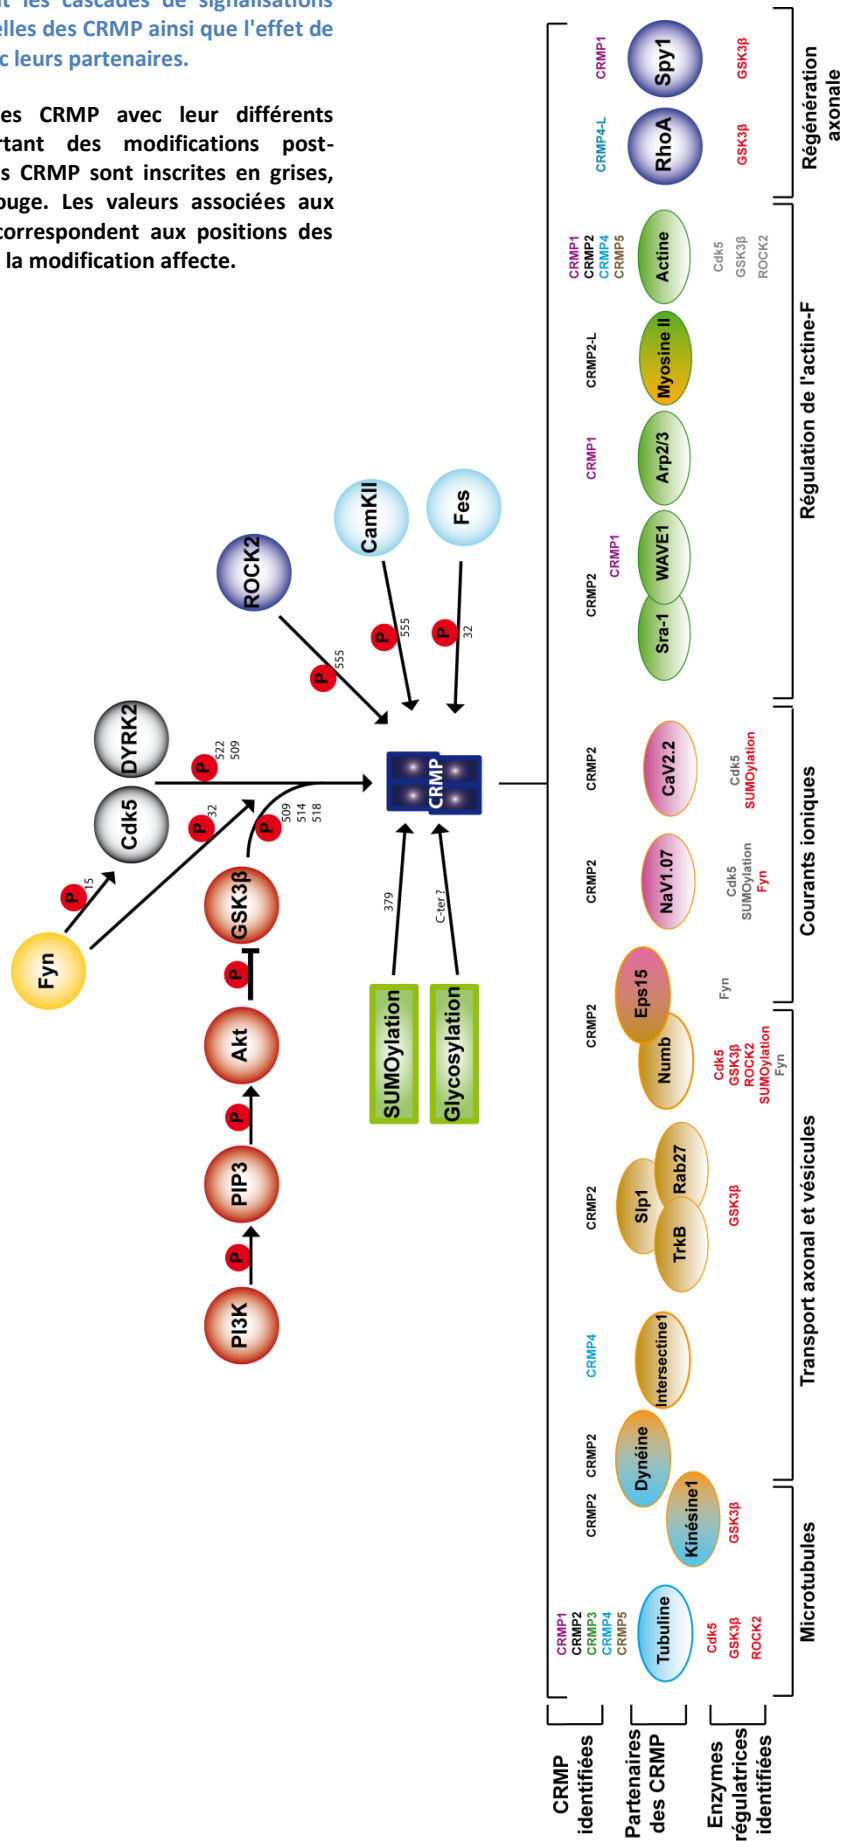 t les cascades de signalisations
elles des CRMP ainsi que l'effet de
c leurs partenaires.
es CRMP avec leur différents
rtant des modifications post-
s CRMP sont inscrites en grises,
ouge. Les valeurs associées aux
correspondent aux positions des
la modification affecte.
Fyn
P
15
P
32
Cdk5
DYRK2
P
522
509
PI3K
P
PIP3
P
Akt
P
GSK3β
P
509
514
518
ROCK2
P
555
CamKII
P
555
Fes
P
32
SUMOylation
379
Glycosylation
C-ter ?
CRMP
CRMP
identifiées
Partenaires
des CRMP
Enzymes
régulatrices
identifiées
CRMP1
CRMP2
CRMP3
CRMP4
CRMP5
Tubuline
Cdk5
GSK3β
ROCK2
CRMP2
Kinésine1
GSK3β
CRMP2
Dynéine
CRMP4
Intersectine1
CRMP2
Slp1
TrkB
Rab27
GSK3β
CRMP2
Numb
Eps15
Cdk5
GSK3β
ROCK2
SUMOylation
Fyn
Fyn
CRMP2
NaV1.07
Cdk5
SUMOylation
Fyn
CRMP2
CaV2.2
Cdk5
SUMOylation
CRMP2
CRMP1
Sra-1
WAVE1
CRMP1
Arp2/3
CRMP2-L
Myosine II
CRMP1
CRMP2
CRMP4
CRMP5
Actine
Cdk5
GSK3β
ROCK2
CRMP4-L
RhoA
GSK3β
CRMP1
Spy1
GSK3β
Microtubules
Transport axonal et vésicules
Courants ioniques
Régulation de l'actine-F
Régénération
axonale